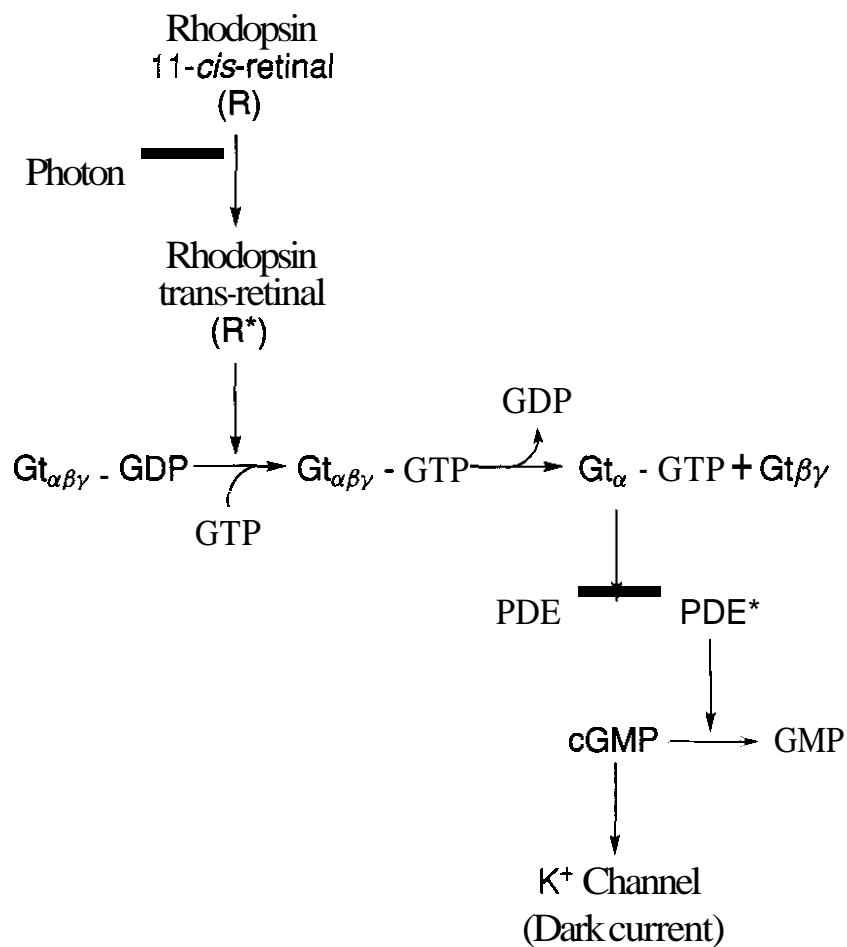 Rhodopsin
11-cis-retinal
(R)
Photon
Rhodopsin
trans-retinal
(R*)
GDP
Gtαβγ - GDP
Gtαβγ - GTP
Gtα - GTP + Gtβγ
GTP
PDE
PDE*
cGMP
GMP
K+ Channel
(Dark current)